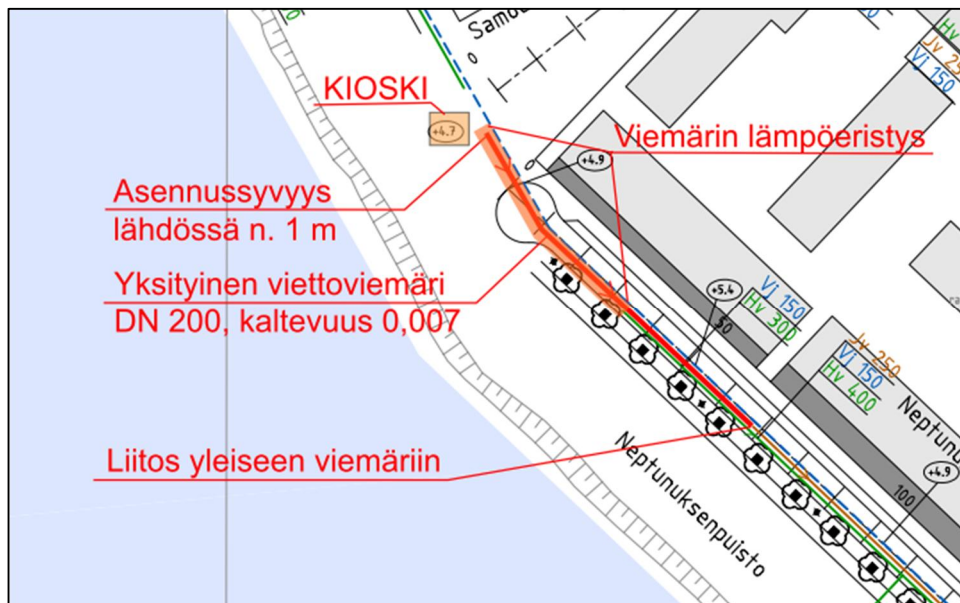 Samo
KIOSKI
+4.7
Viemärin lämpöeristys
+4.9
Asennussyvyys
lähdössä n. 1 m
Yksityinen viettoviemäri
DN 200, kaltevuus 0,007
+5.4
Vj 150
Hv 300
50
Jv 250
Vj 150
Hv 400
Liitos yleiseen viemäriin
Neptunuksenpuisto
Neptunu
+4.9
100
Vj 150